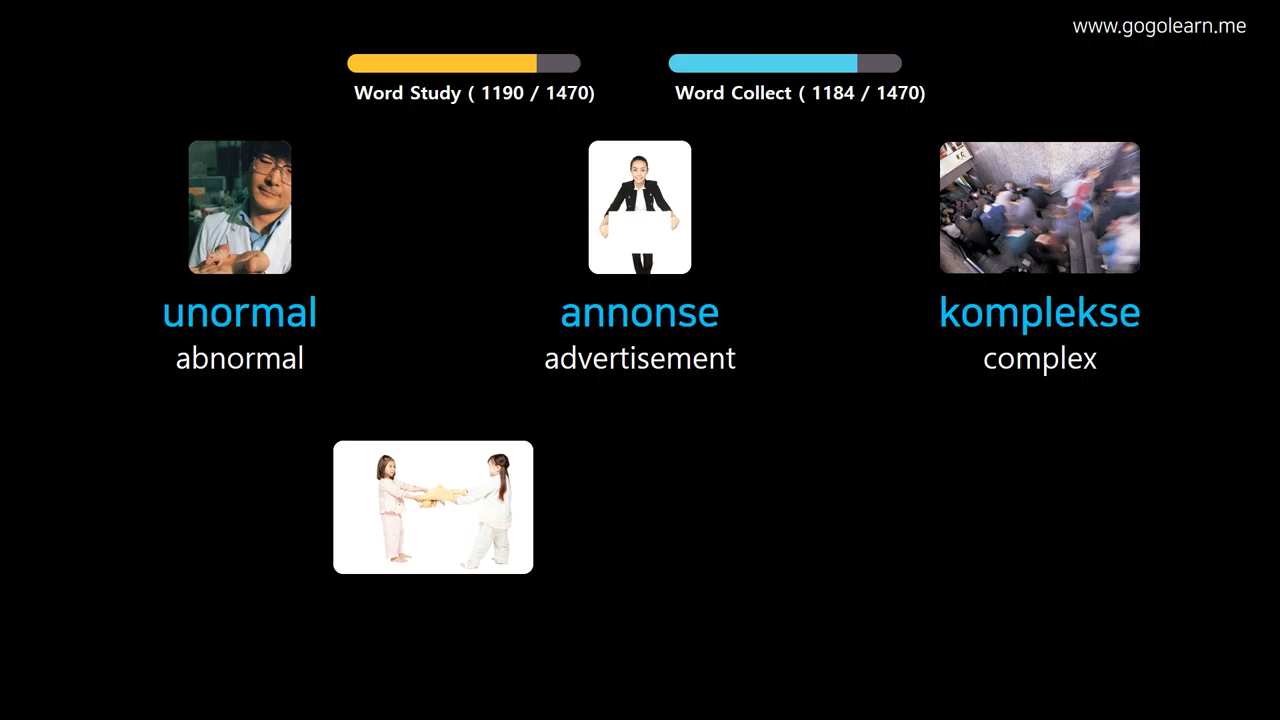 www.gogolearn.me
Word Study ( 1190 / 1470)
Word Collect ( 1184 / 1470)
unormal
abnormal
annonse
advertisement
komplekse
complex